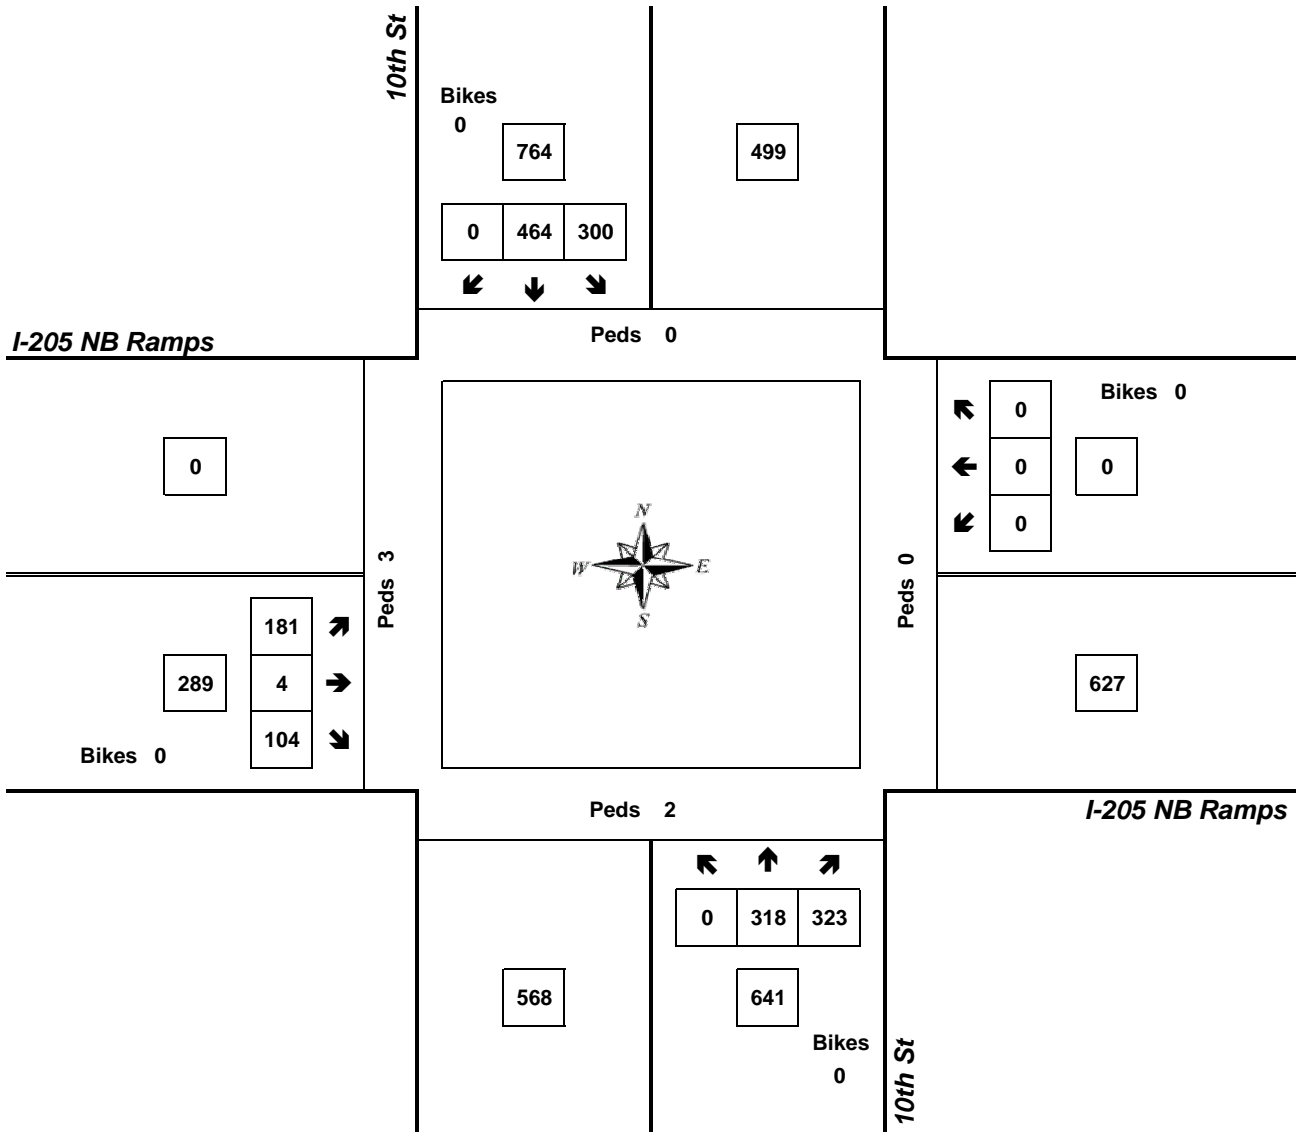 10th St
Bikes
0
764
499
0 464 300
Peds 0
I-205 NB Ramps
0
Bikes 0
0
0
0
0
N
W E
S
Peds 3
Peds 0
181
289 4
104
Bikes 0
627
Peds 2
I-205 NB Ramps
0 318 323
568
641
Bikes
0
10th St